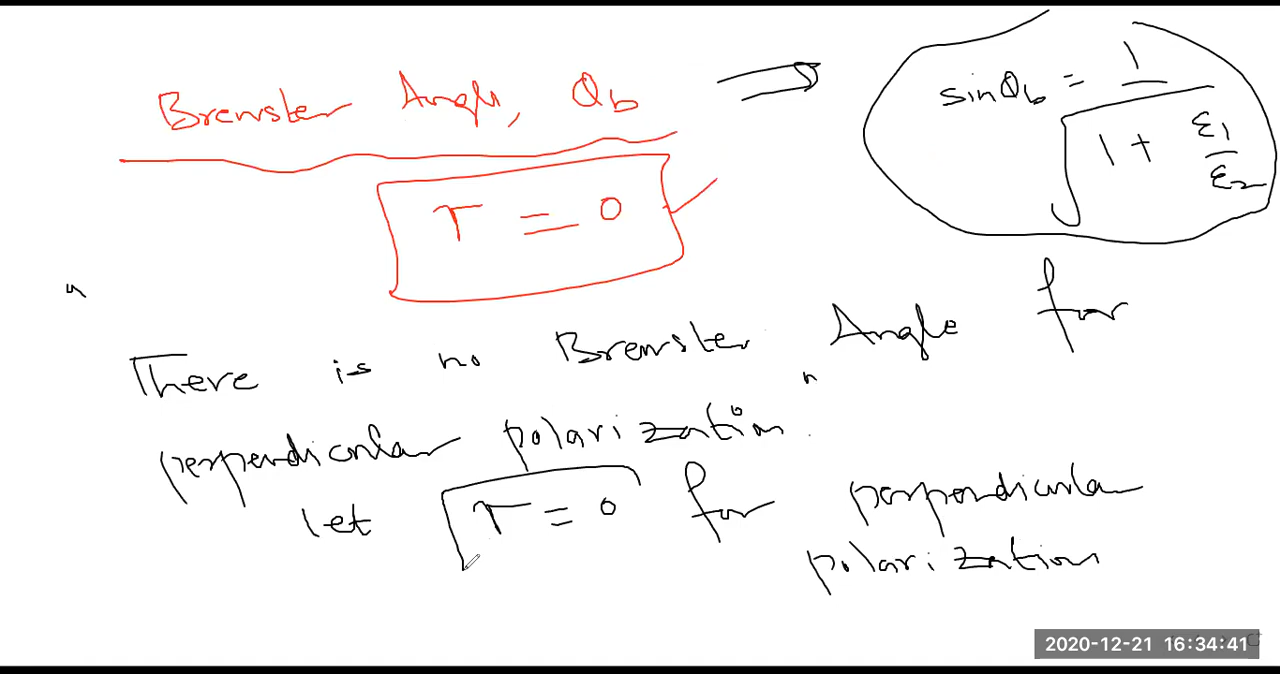 Brewster Angle, Θb ⇒ sinΘb = 1 / √(1 + ε1/ε2)
Γ = 0
"There is no Brewster Angle for
perpendicular polarization"
let Γ = 0 for perpendicular
polarization
2020-12-21 16:34:41